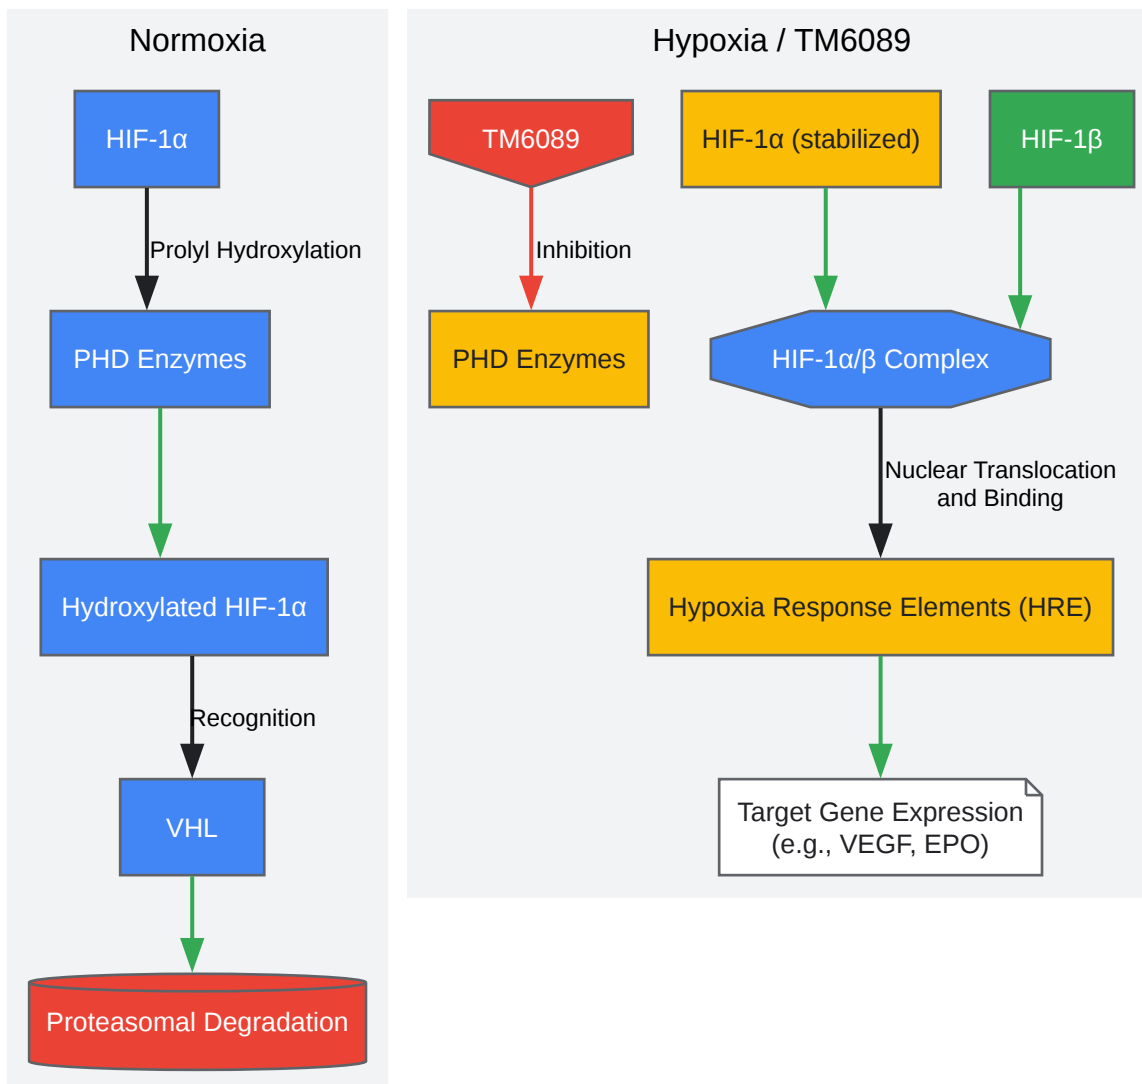 Normoxia
HIF-1α
Prolyl Hydroxylation
PHD Enzymes
Hydroxylated HIF-1α
Recognition
VHL
Proteasomal Degradation
Hypoxia / TM6089
TM6089
HIF-1α (stabilized)
HIF-1β
Inhibition
PHD Enzymes
HIF-1α/β Complex
Nuclear Translocation
and Binding
Hypoxia Response Elements (HRE)
Target Gene Expression
(e.g., VEGF, EPO)